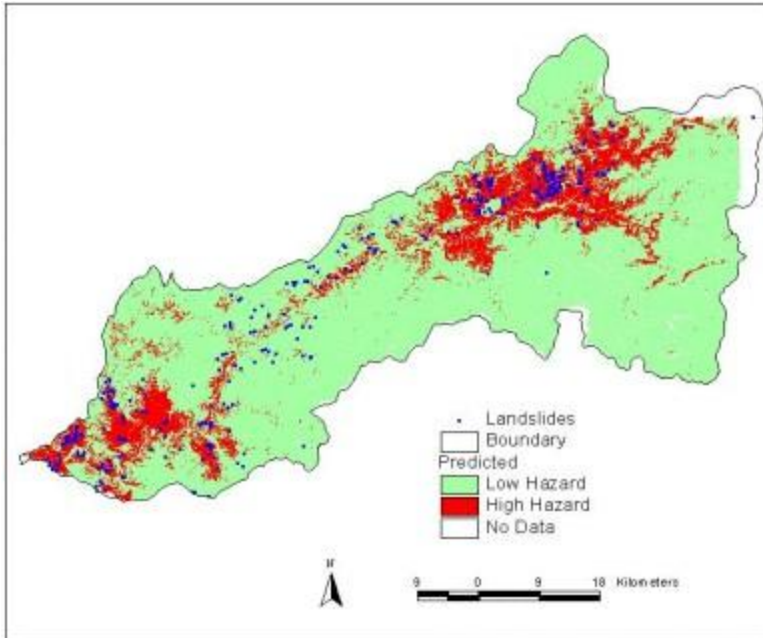 Landslides
Boundary
Predicted
Low Hazard
High Hazard
No Data
N
9 0 9 18 Kilometers